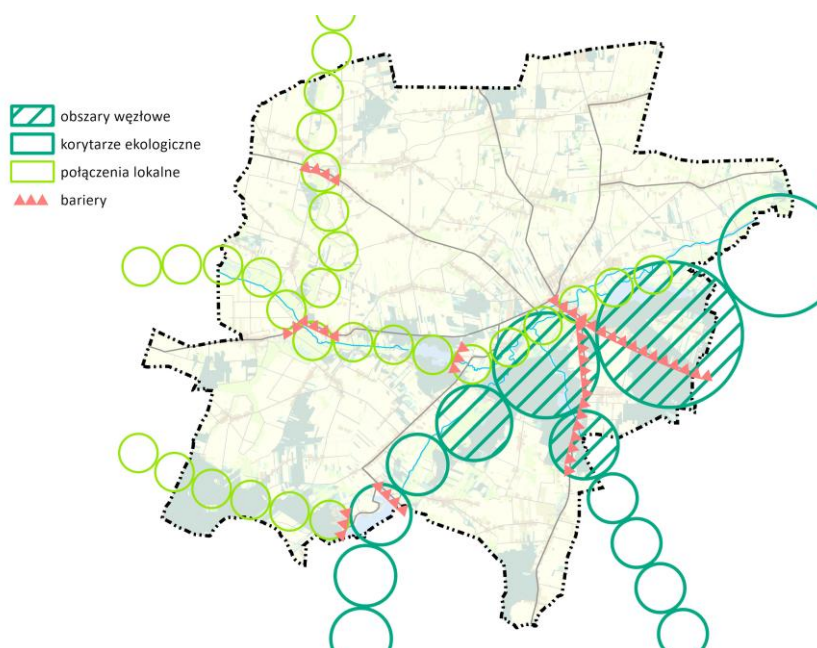 obszary węzłowe
korytarze ekologiczne
połączenia lokalne
bariery